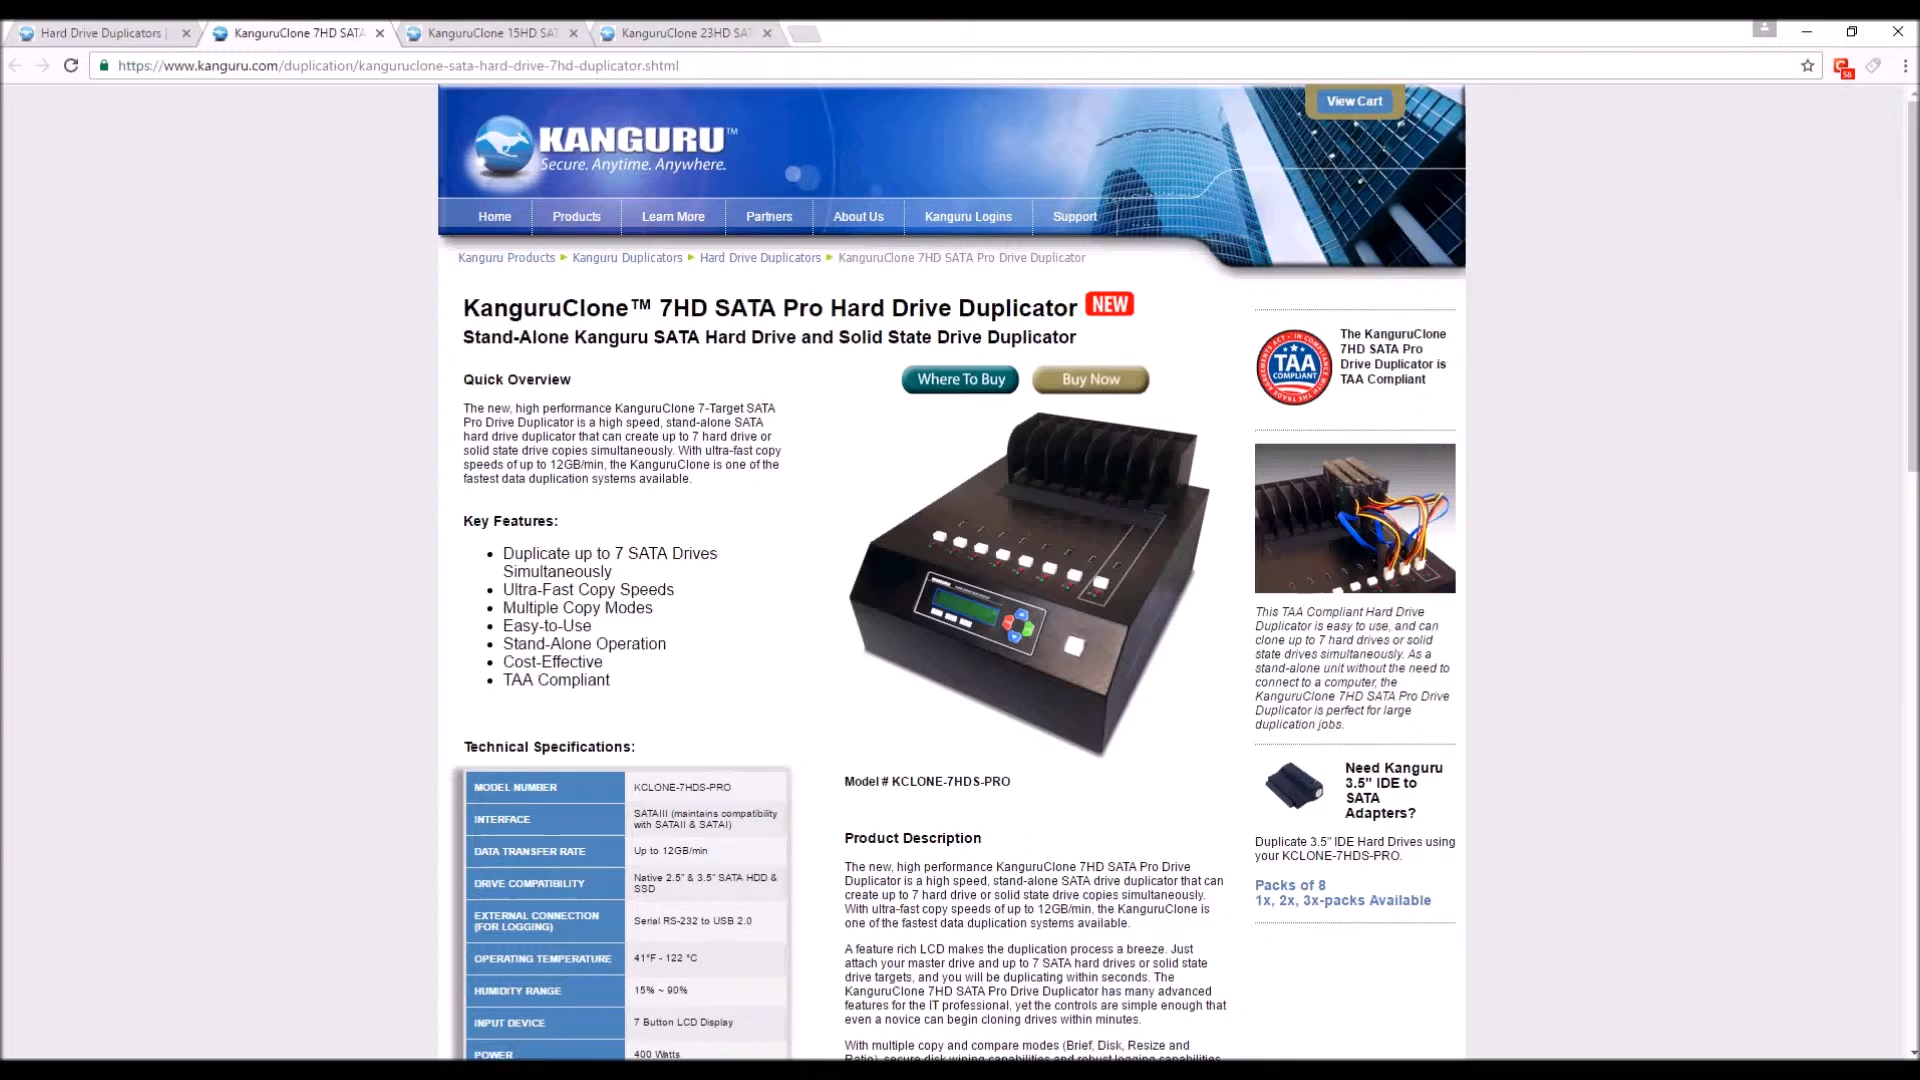 Hard Drive Duplicators |
KanguruClone 7HD SATA
KanguruClone 15HD SAT
KanguruClone 23HD SAT
https://www.kanguru.com/duplication/kanguruclone-sata-hard-drive-7hd-duplicator.shtml
58
View Cart
KANGURU™
Secure. Anytime. Anywhere.
Home
Products
Learn More
Partners
About Us
Kanguru Logins
Support
Kanguru Products
Kanguru Duplicators
Hard Drive Duplicators
KanguruClone 7HD SATA Pro Drive Duplicator
KanguruClone™ 7HD SATA Pro Hard Drive Duplicator NEW
Stand-Alone Kanguru SATA Hard Drive and Solid State Drive Duplicator
Quick Overview
The new, high performance KanguruClone 7-Target SATA
Pro Drive Duplicator is a high speed, stand-alone SATA
hard drive duplicator that can create up to 7 hard drive or
solid state drive copies simultaneously. With ultra-fast copy
speeds of up to 12GB/min, the KanguruClone is one of the
fastest data duplication systems available.
Key Features:
• Duplicate up to 7 SATA Drives
Simultaneously
• Ultra-Fast Copy Speeds
• Multiple Copy Modes
• Easy-to-Use
• Stand-Alone Operation
• Cost-Effective
• TAA Compliant
Technical Specifications:
MODEL NUMBER
KCLONE-7HDS-PRO
INTERFACE
SATAIII (maintains compatibility
with SATAII & SATAI)
DATA TRANSFER RATE
Up to 12GB/min
DRIVE COMPATIBILITY
Native 2.5" & 3.5" SATA HDD &
SSD
EXTERNAL CONNECTION
(FOR LOGGING)
Serial RS-232 to USB 2.0
OPERATING TEMPERATURE
41°F - 122 °C
HUMIDITY RANGE
15% ~ 90%
INPUT DEVICE
7 Button LCD Display
POWER
400 Watts
Where To Buy
Buy Now
Model # KCLONE-7HDS-PRO
Product Description
The new, high performance KanguruClone 7HD SATA Pro Drive
Duplicator is a high speed, stand-alone SATA drive duplicator that can
create up to 7 hard drive or solid state drive copies simultaneously.
With ultra-fast copy speeds of up to 12GB/min, the KanguruClone is
one of the fastest data duplication systems available.
A feature rich LCD makes the duplication process a breeze. Just
attach your master drive and up to 7 SATA hard drives or solid state
drive targets, and you will be duplicating within seconds. The
KanguruClone 7HD SATA Pro Drive Duplicator has many advanced
features for the IT professional, yet the controls are simple enough that
even a novice can begin cloning drives within minutes.
With multiple copy and compare modes (Brief, Disk, Resize and
Ratio), secure disk wiping capabilities and robust logging capabilities
TAA
COMPLIANT
The KanguruClone
7HD SATA Pro
Drive Duplicator is
TAA Compliant
This TAA Compliant Hard Drive
Duplicator is easy to use, and can
clone up to 7 hard drives or solid
state drives simultaneously. As a
stand-alone unit without the need to
connect to a computer, the
KanguruClone 7HD SATA Pro Drive
Duplicator is perfect for large
duplication jobs.
Need Kanguru
3.5" IDE to
SATA
Adapters?
Duplicate 3.5" IDE Hard Drives using
your KCLONE-7HDS-PRO.
Packs of 8
1x, 2x, 3x-packs Available